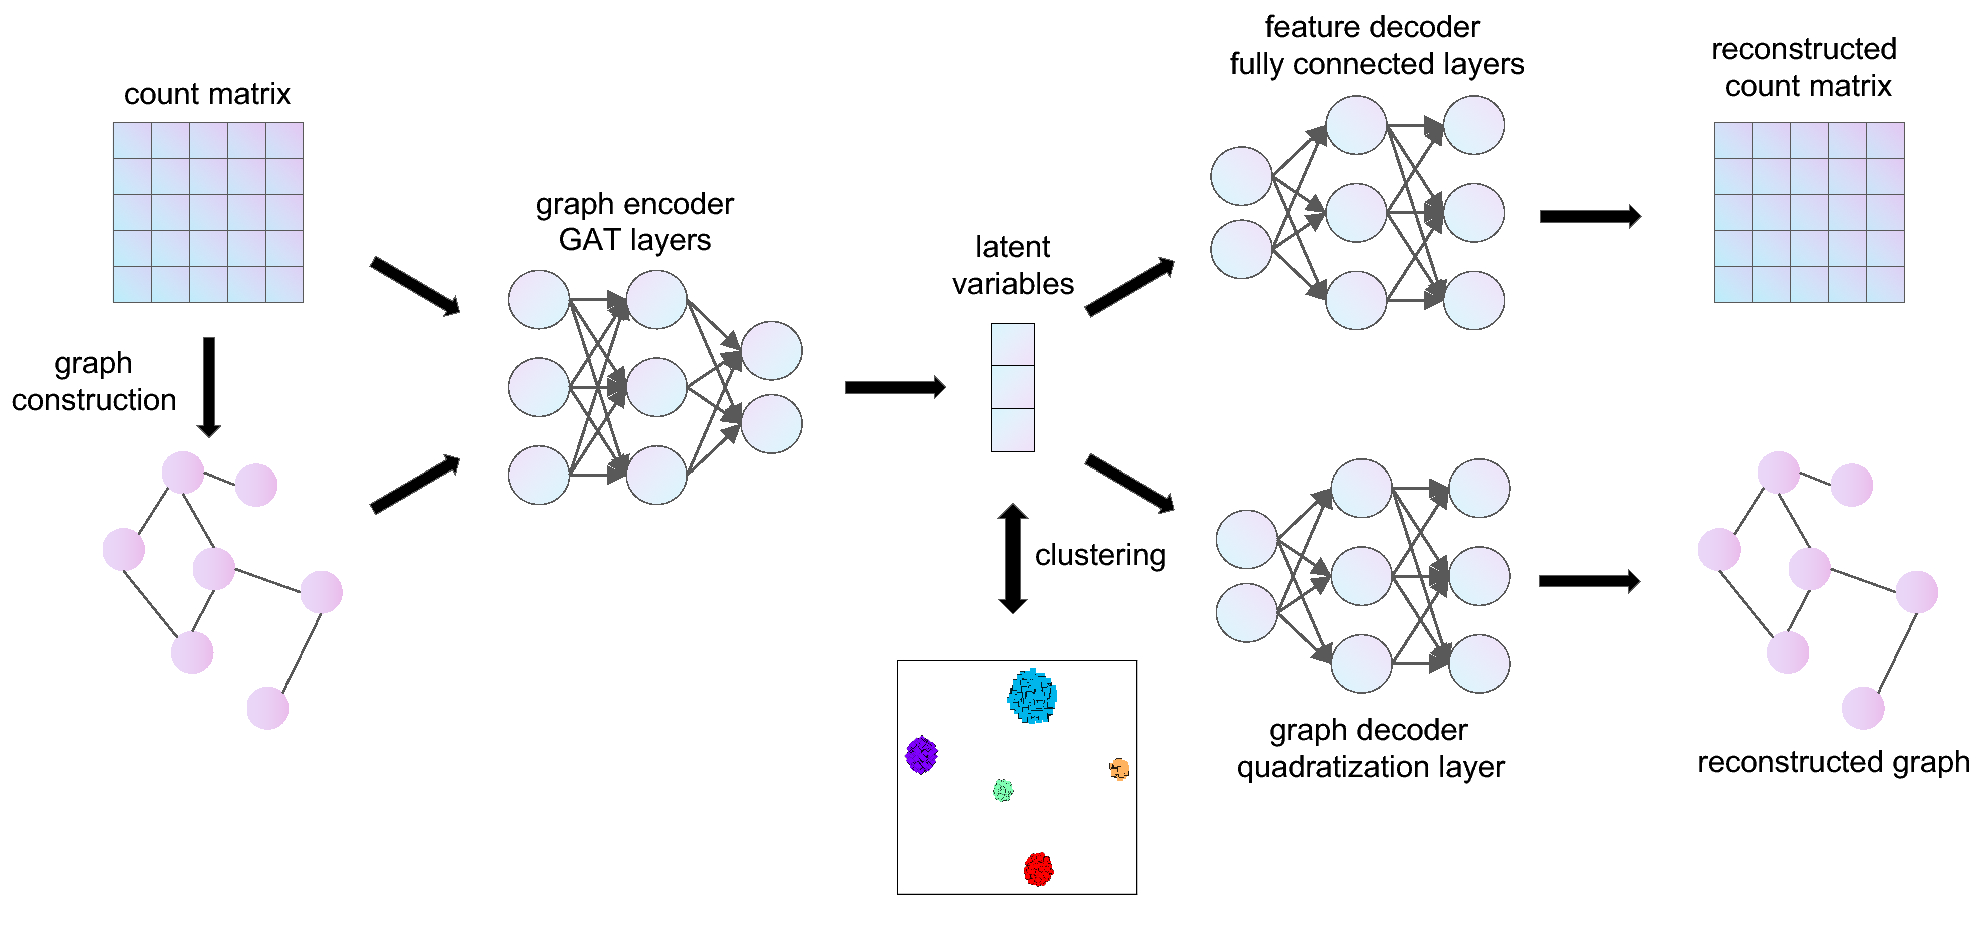 count matrix
graph
construction
graph encoder
GAT layers
latent
variables
clustering
feature decoder
fully connected layers
reconstructed
count matrix
graph decoder
quadratization layer
reconstructed graph